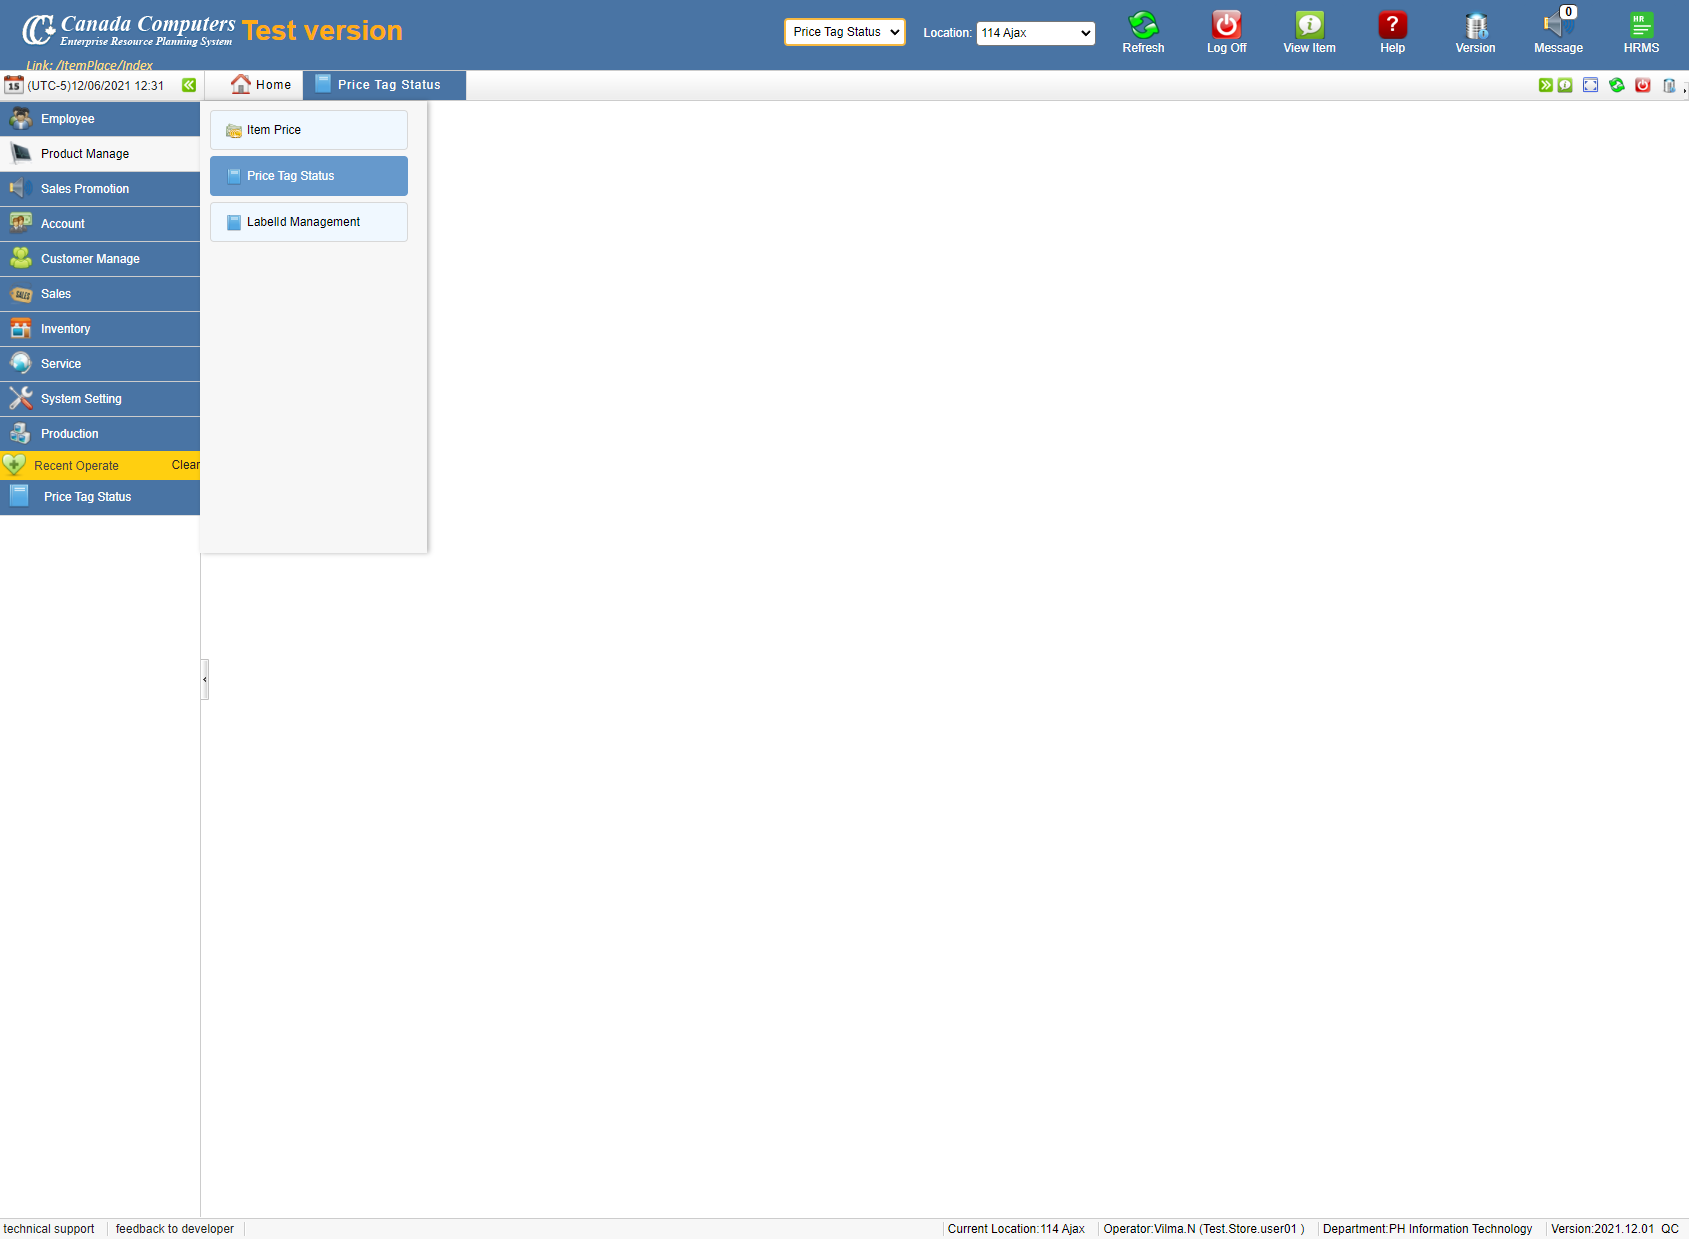 Canada Computers
Enterprise Resource Planning System
Test version
Link: /ItemPlace/Index
Price Tag Status
Location:
114 Ajax
Refresh
Log Off
View Item
Help
Version
0
Message
HR
HRMS
15
(UTC-5)12/06/2021 12:31
Home
Price Tag Status
Employee
Product Manage
Sales Promotion
Account
Customer Manage
Sales
Inventory
Service
System Setting
Production
Recent Operate
Clear
Price Tag Status
Item Price
Price Tag Status
LabelId Management
technical support
feedback to developer
Current Location:114 Ajax
Operator:Vilma.N (Test.Store.user01 )
Department:PH Information Technology
Version:2021.12.01 QC